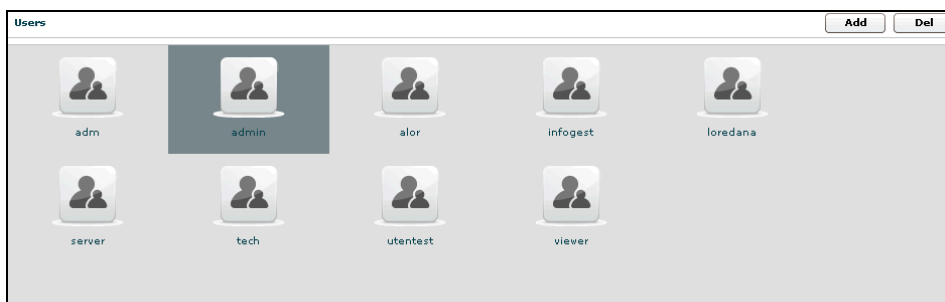 Users Add Del
adm admin alor infogest loredana
server tech utentest viewer